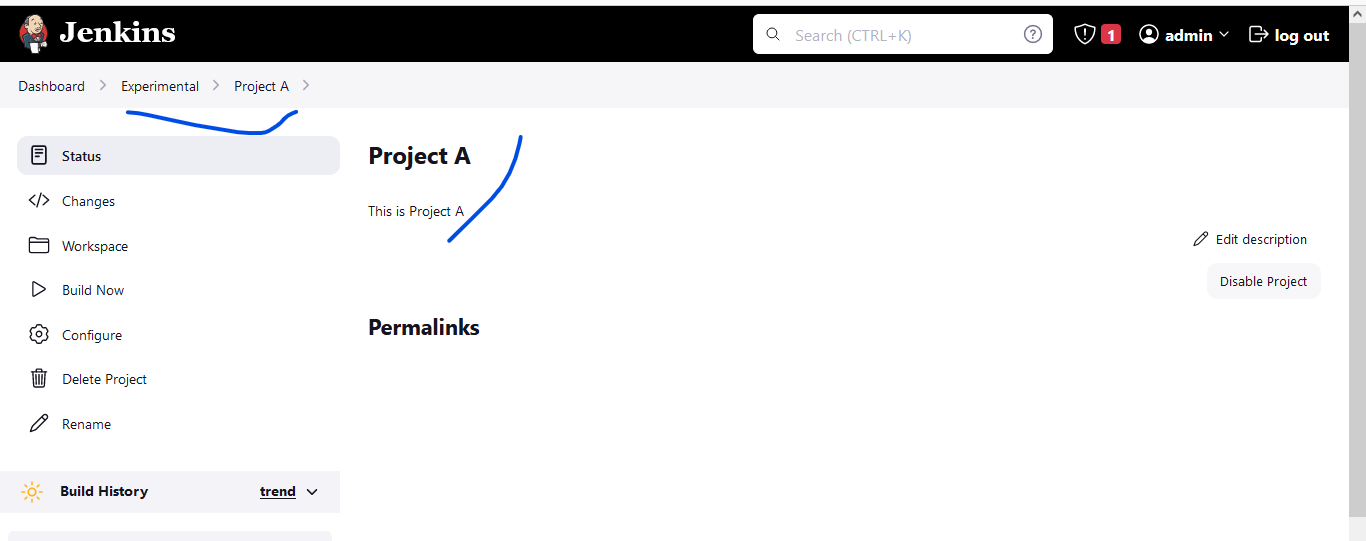 Jenkins Search (CTRL+K) 1 admin log out
Dashboard Experimental Project A
Status
Changes
Workspace
Build Now
Configure
Delete Project
Rename
Build History trend
Project A
This is Project A
Edit description
Disable Project
Permalinks